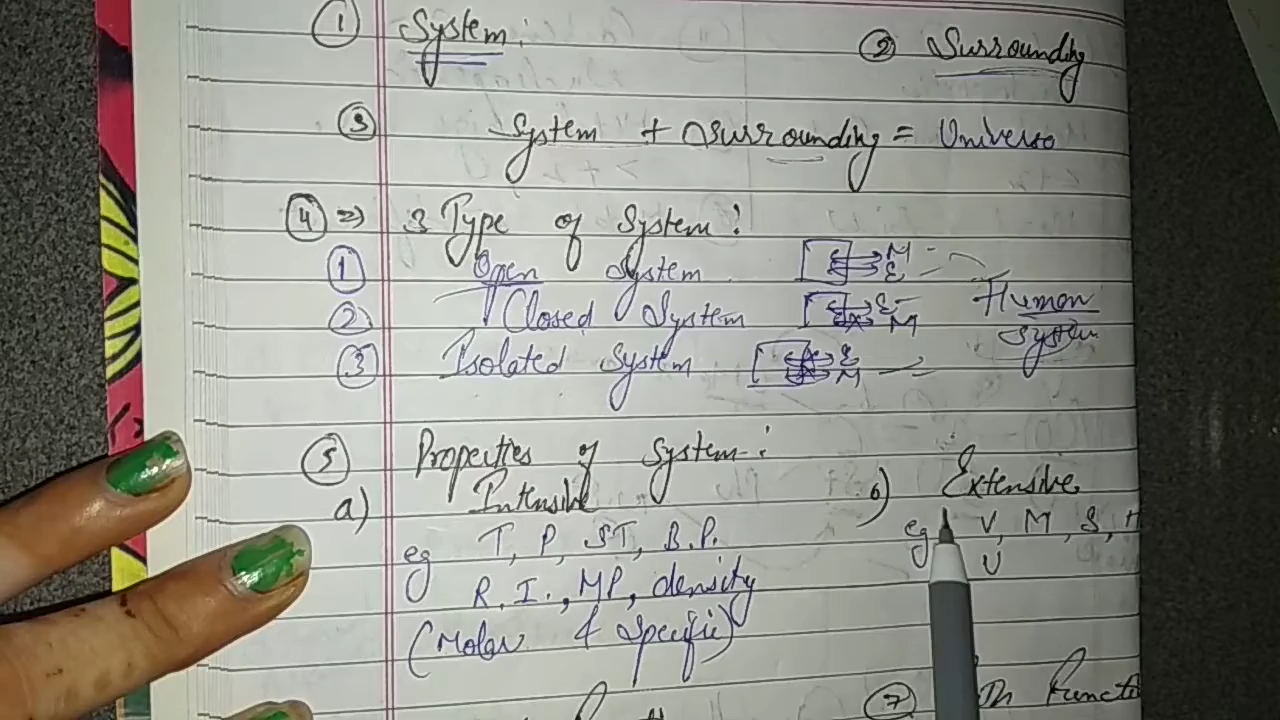 ① System:
② Surrounding
③ System + Surrounding = Universe
④ => 3 Type of System:
① Open System M E
② Closed System E M
Human System
③ Isolated System E M
⑤ Properties of System:
a) Intensive
eg T, P, ST, B.P.
R.I., MP, density
(Molar & Specific)
b) Extensive
eg V, M, S, H
U
⑦